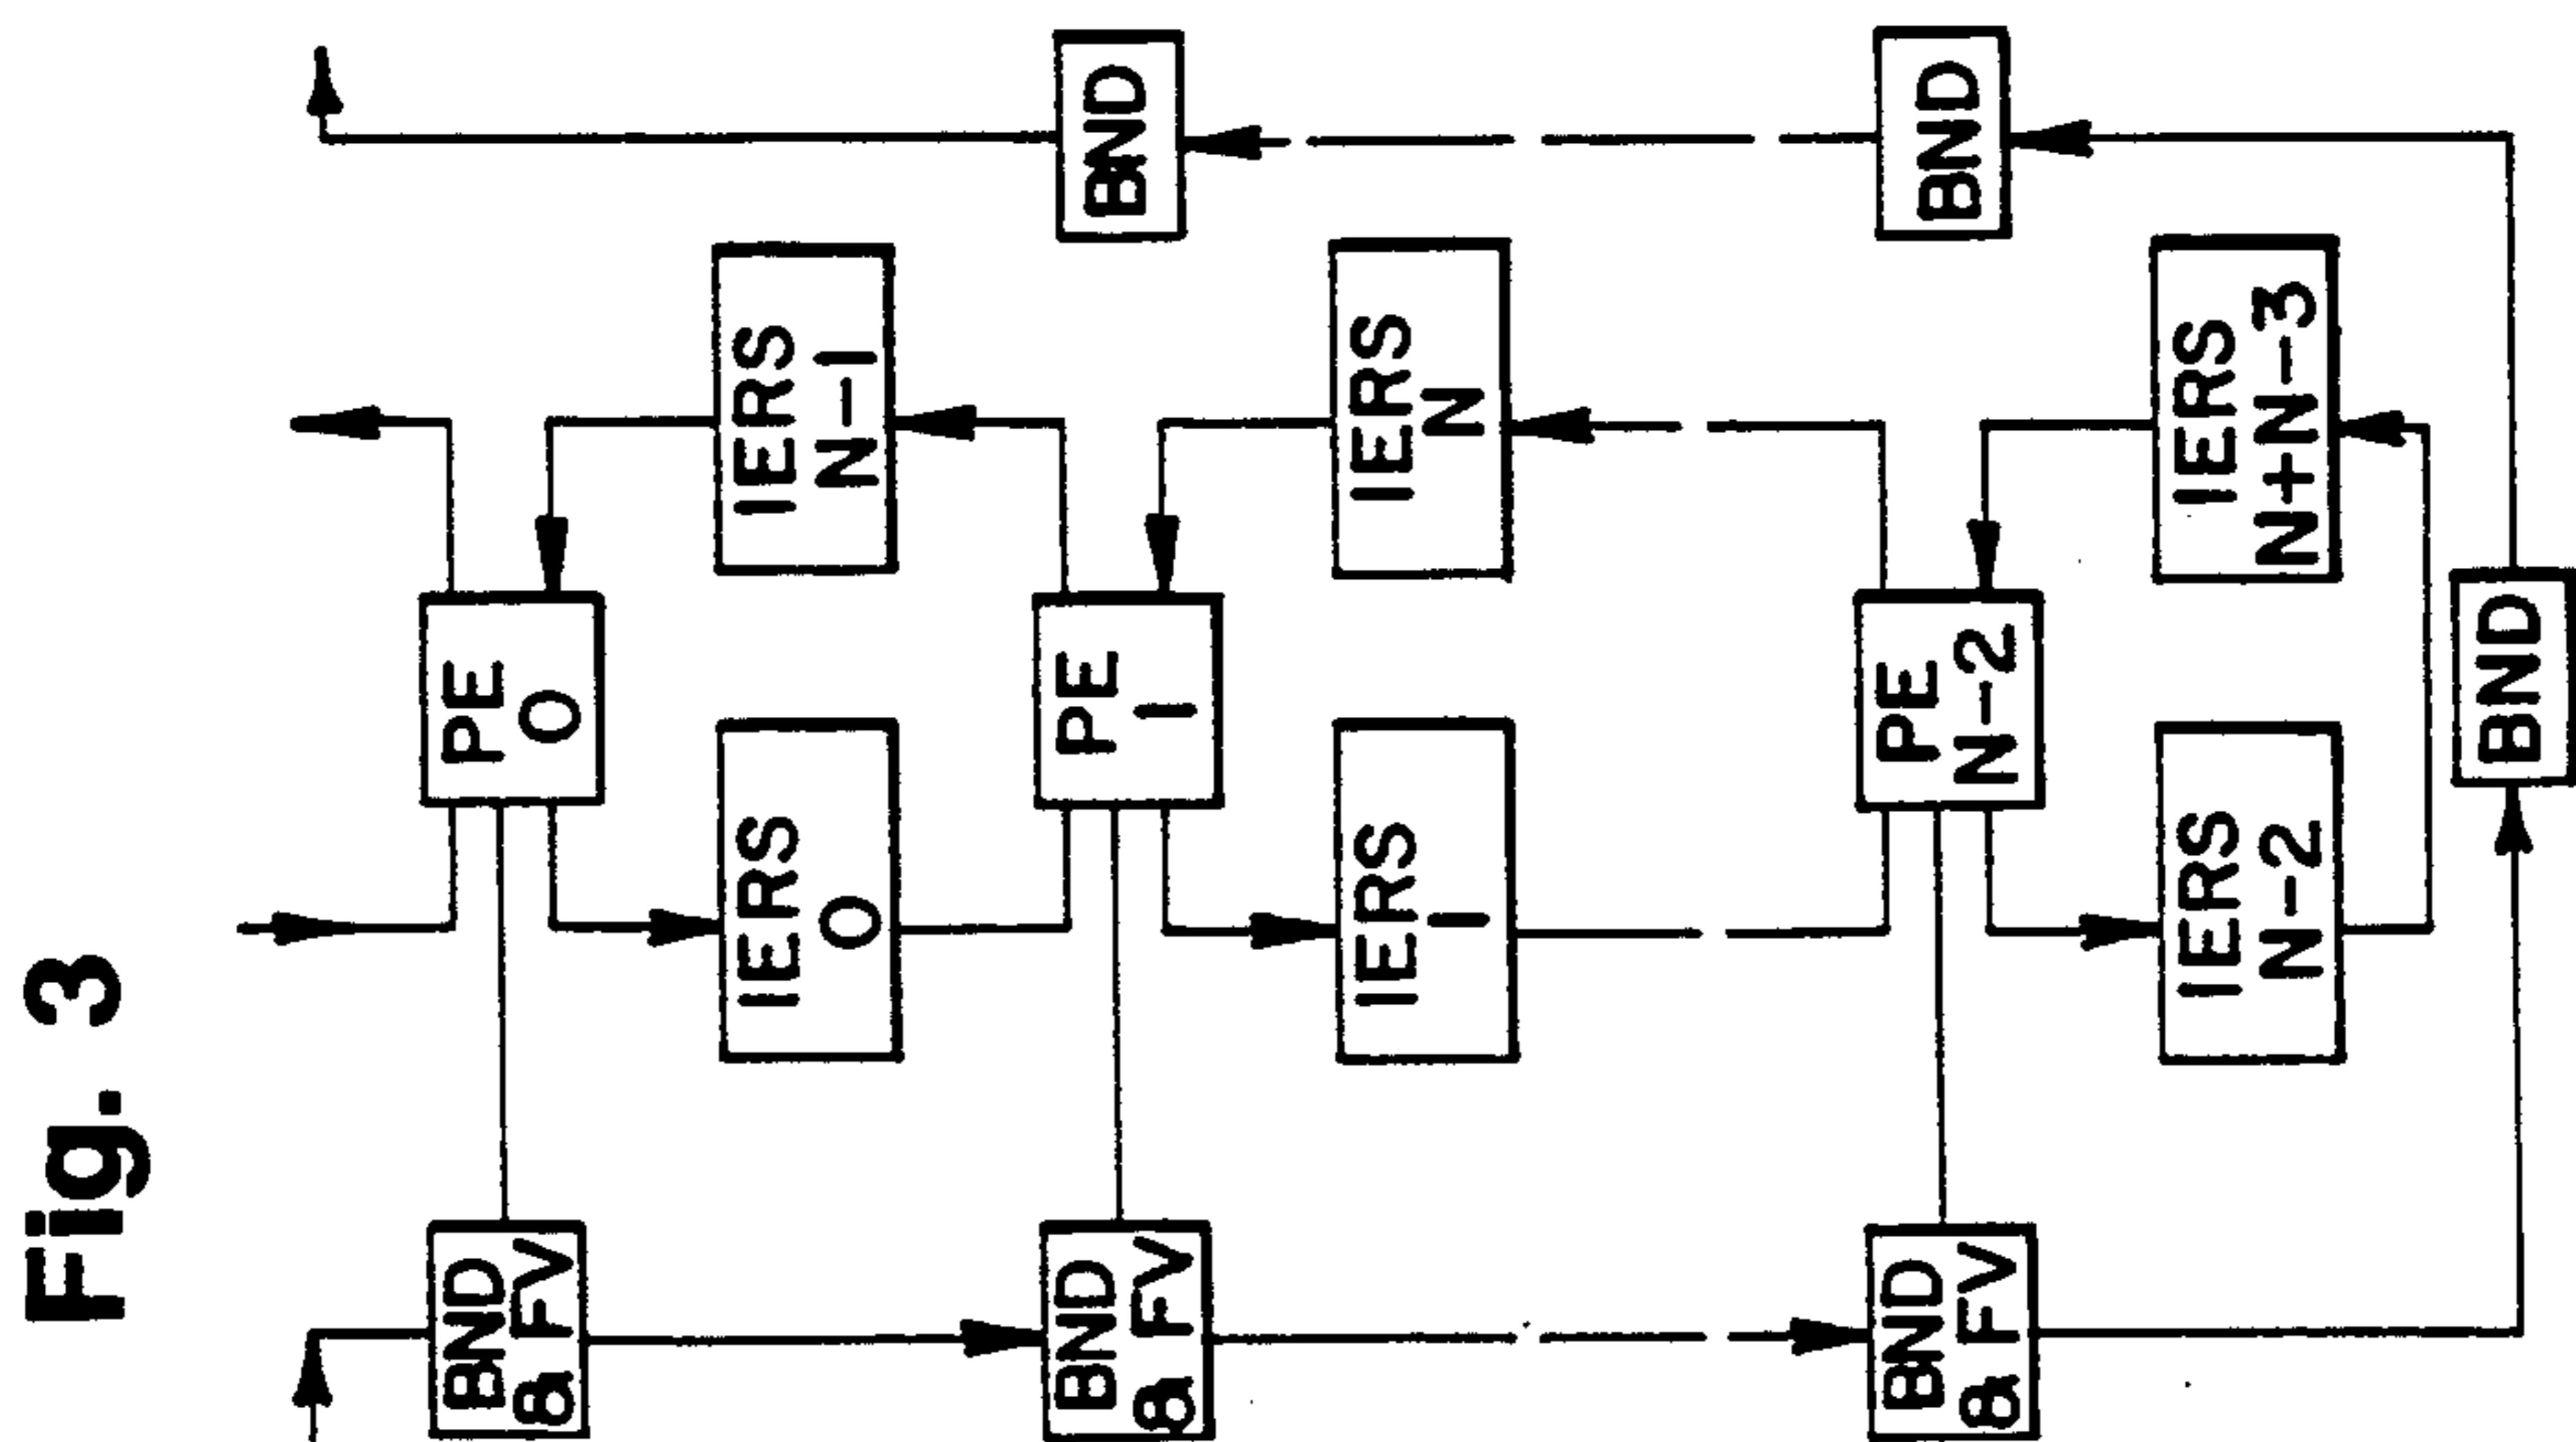 Fig. 3
BND
& FV
PE
0
IERS
0
IERS
N-1
BND
& FV
PE
1
BND
IERS
1
IERS
N
BND
& FV
PE
N-2
BND
IERS
N-2
IERS
N+N-3
BND